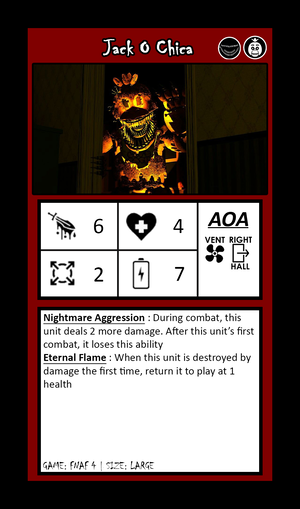 Jack O Chica
6
4
AOA
VENT RIGHT
HALL
2
7
Nightmare Aggression : During combat, this
unit deals 2 more damage. After this unit's first
combat, it loses this ability
Eternal Flame : When this unit is destroyed by
damage the first time, return it to play at 1
health
GAME: FNAF 4 | SIZE: LARGE